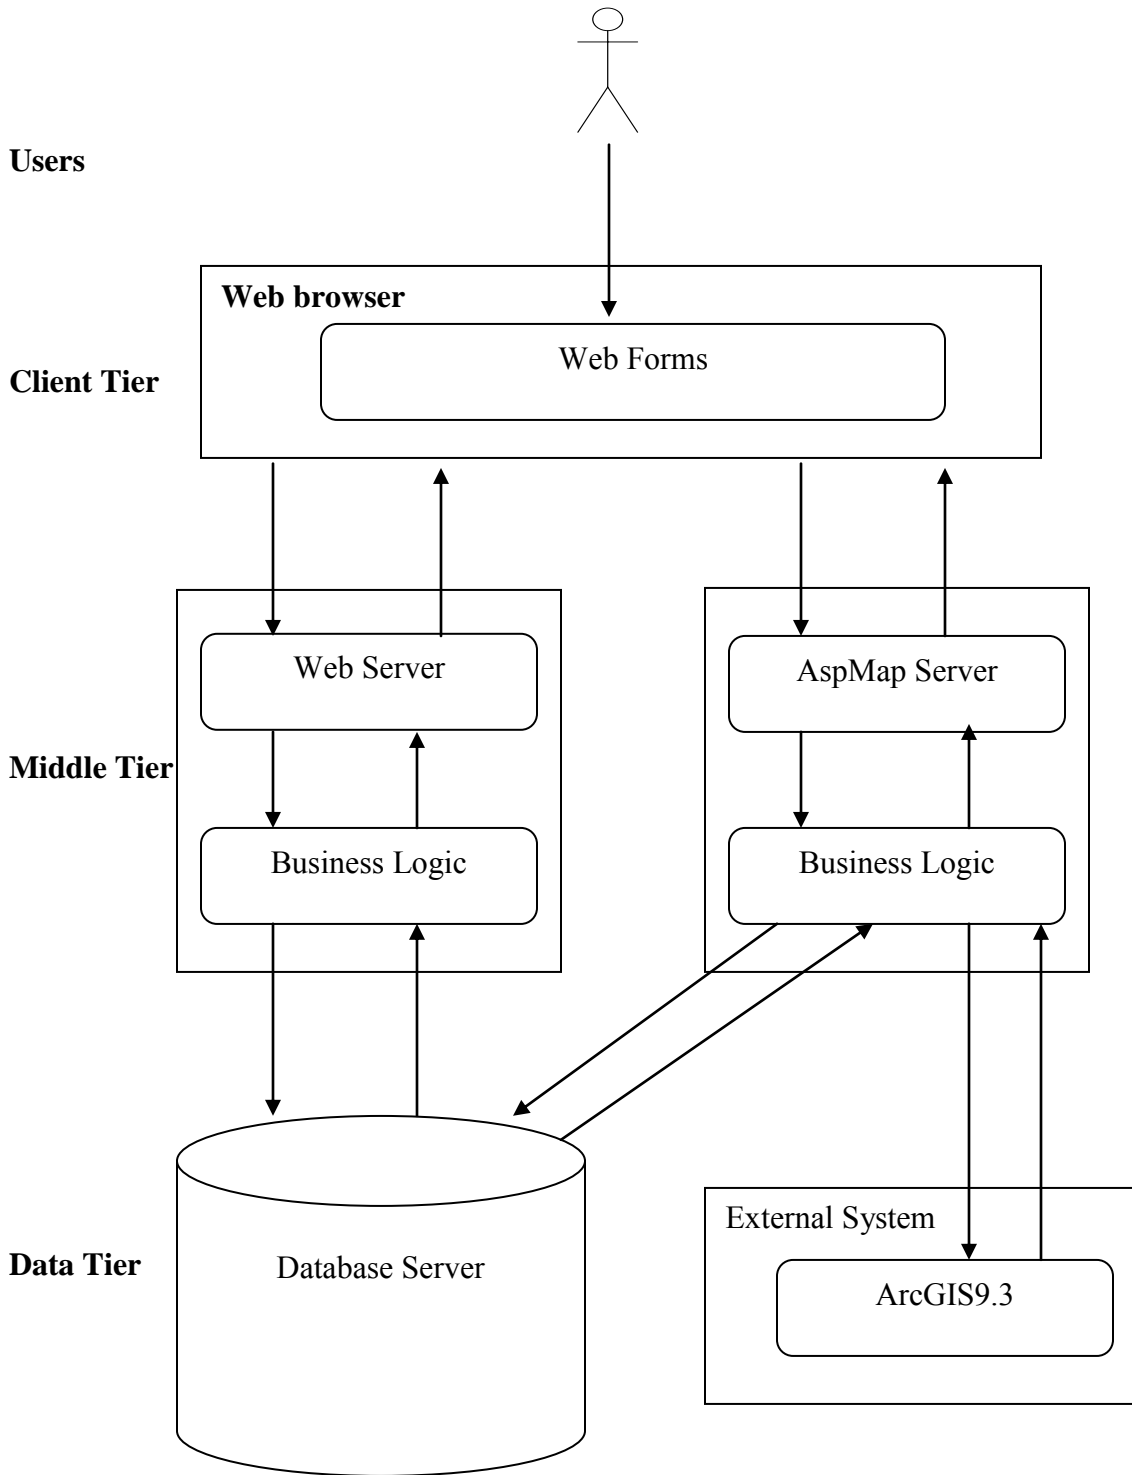 Users
Web browser
Web Forms
Client Tier
Web Server
AspMap Server
Middle Tier
Business Logic
Business Logic
External System
Data Tier
Database Server
ArcGIS9.3